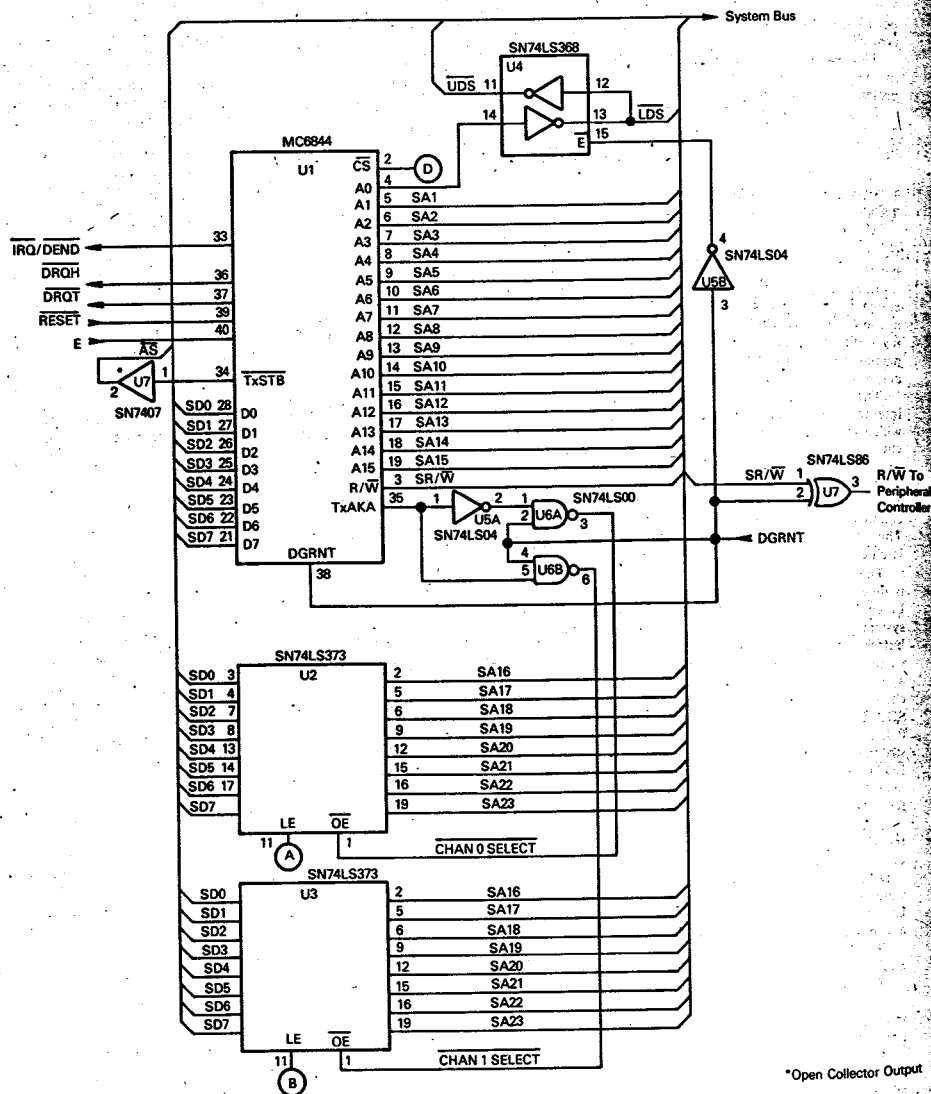 System Bus
SN74LS368
U4
UDS 11
12
14
13 LDS
15
E
MC6844
U1
CS 2 D
A0 4
A1 5 SA1
A2 6 SA2
A3 7 SA3
A4 8 SA4
A5 9 SA5
A6 10 SA6
A7 11 SA7
A8 12 SA8
A9 13 SA9
A10 14 SA10
A11 15 SA11
A12 16 SA12
A13 17 SA13
A14 18 SA14
A15 19 SA15
R/W 3 SR/W
TxAKA 35
4
SN74LS04
U5B
3
IRQ/DEND 33
DRQH 36
DRQT 37
RESET 39
E 40
AS
* U7 1 34 TxSTB
2
SN7407
SD0 28 D0
SD1 27 D1
SD2 26 D2
SD3 25 D3
SD4 24 D4
SD5 23 D5
SD6 22 D6
SD7 21 D7
DGRNT
38
1 2
U5A
SN74LS04
SN74LS00
1
2 U6A
3
4
5 U6B
6
SN74LS86
SR/W 1
2 U7 3
R/W To
Peripheral
Controller
DGRNT
SN74LS373
U2
SD0 3
SD1 4
SD2 7
SD3 8
SD4 13
SD5 14
SD6 17
SD7
2 SA16
5 SA17
6 SA18
9 SA19
12 SA20
15 SA21
16 SA22
19 SA23
LE OE
11 1
A
CHAN 0 SELECT
SN74LS373
U3
SD0
SD1
SD2
SD3
SD4
SD5
SD6
SD7
2 SA16
5 SA17
6 SA18
9 SA19
12 SA20
15 SA21
16 SA22
19 SA23
LE OE
11 1
B
CHAN 1 SELECT
*Open Collector Output